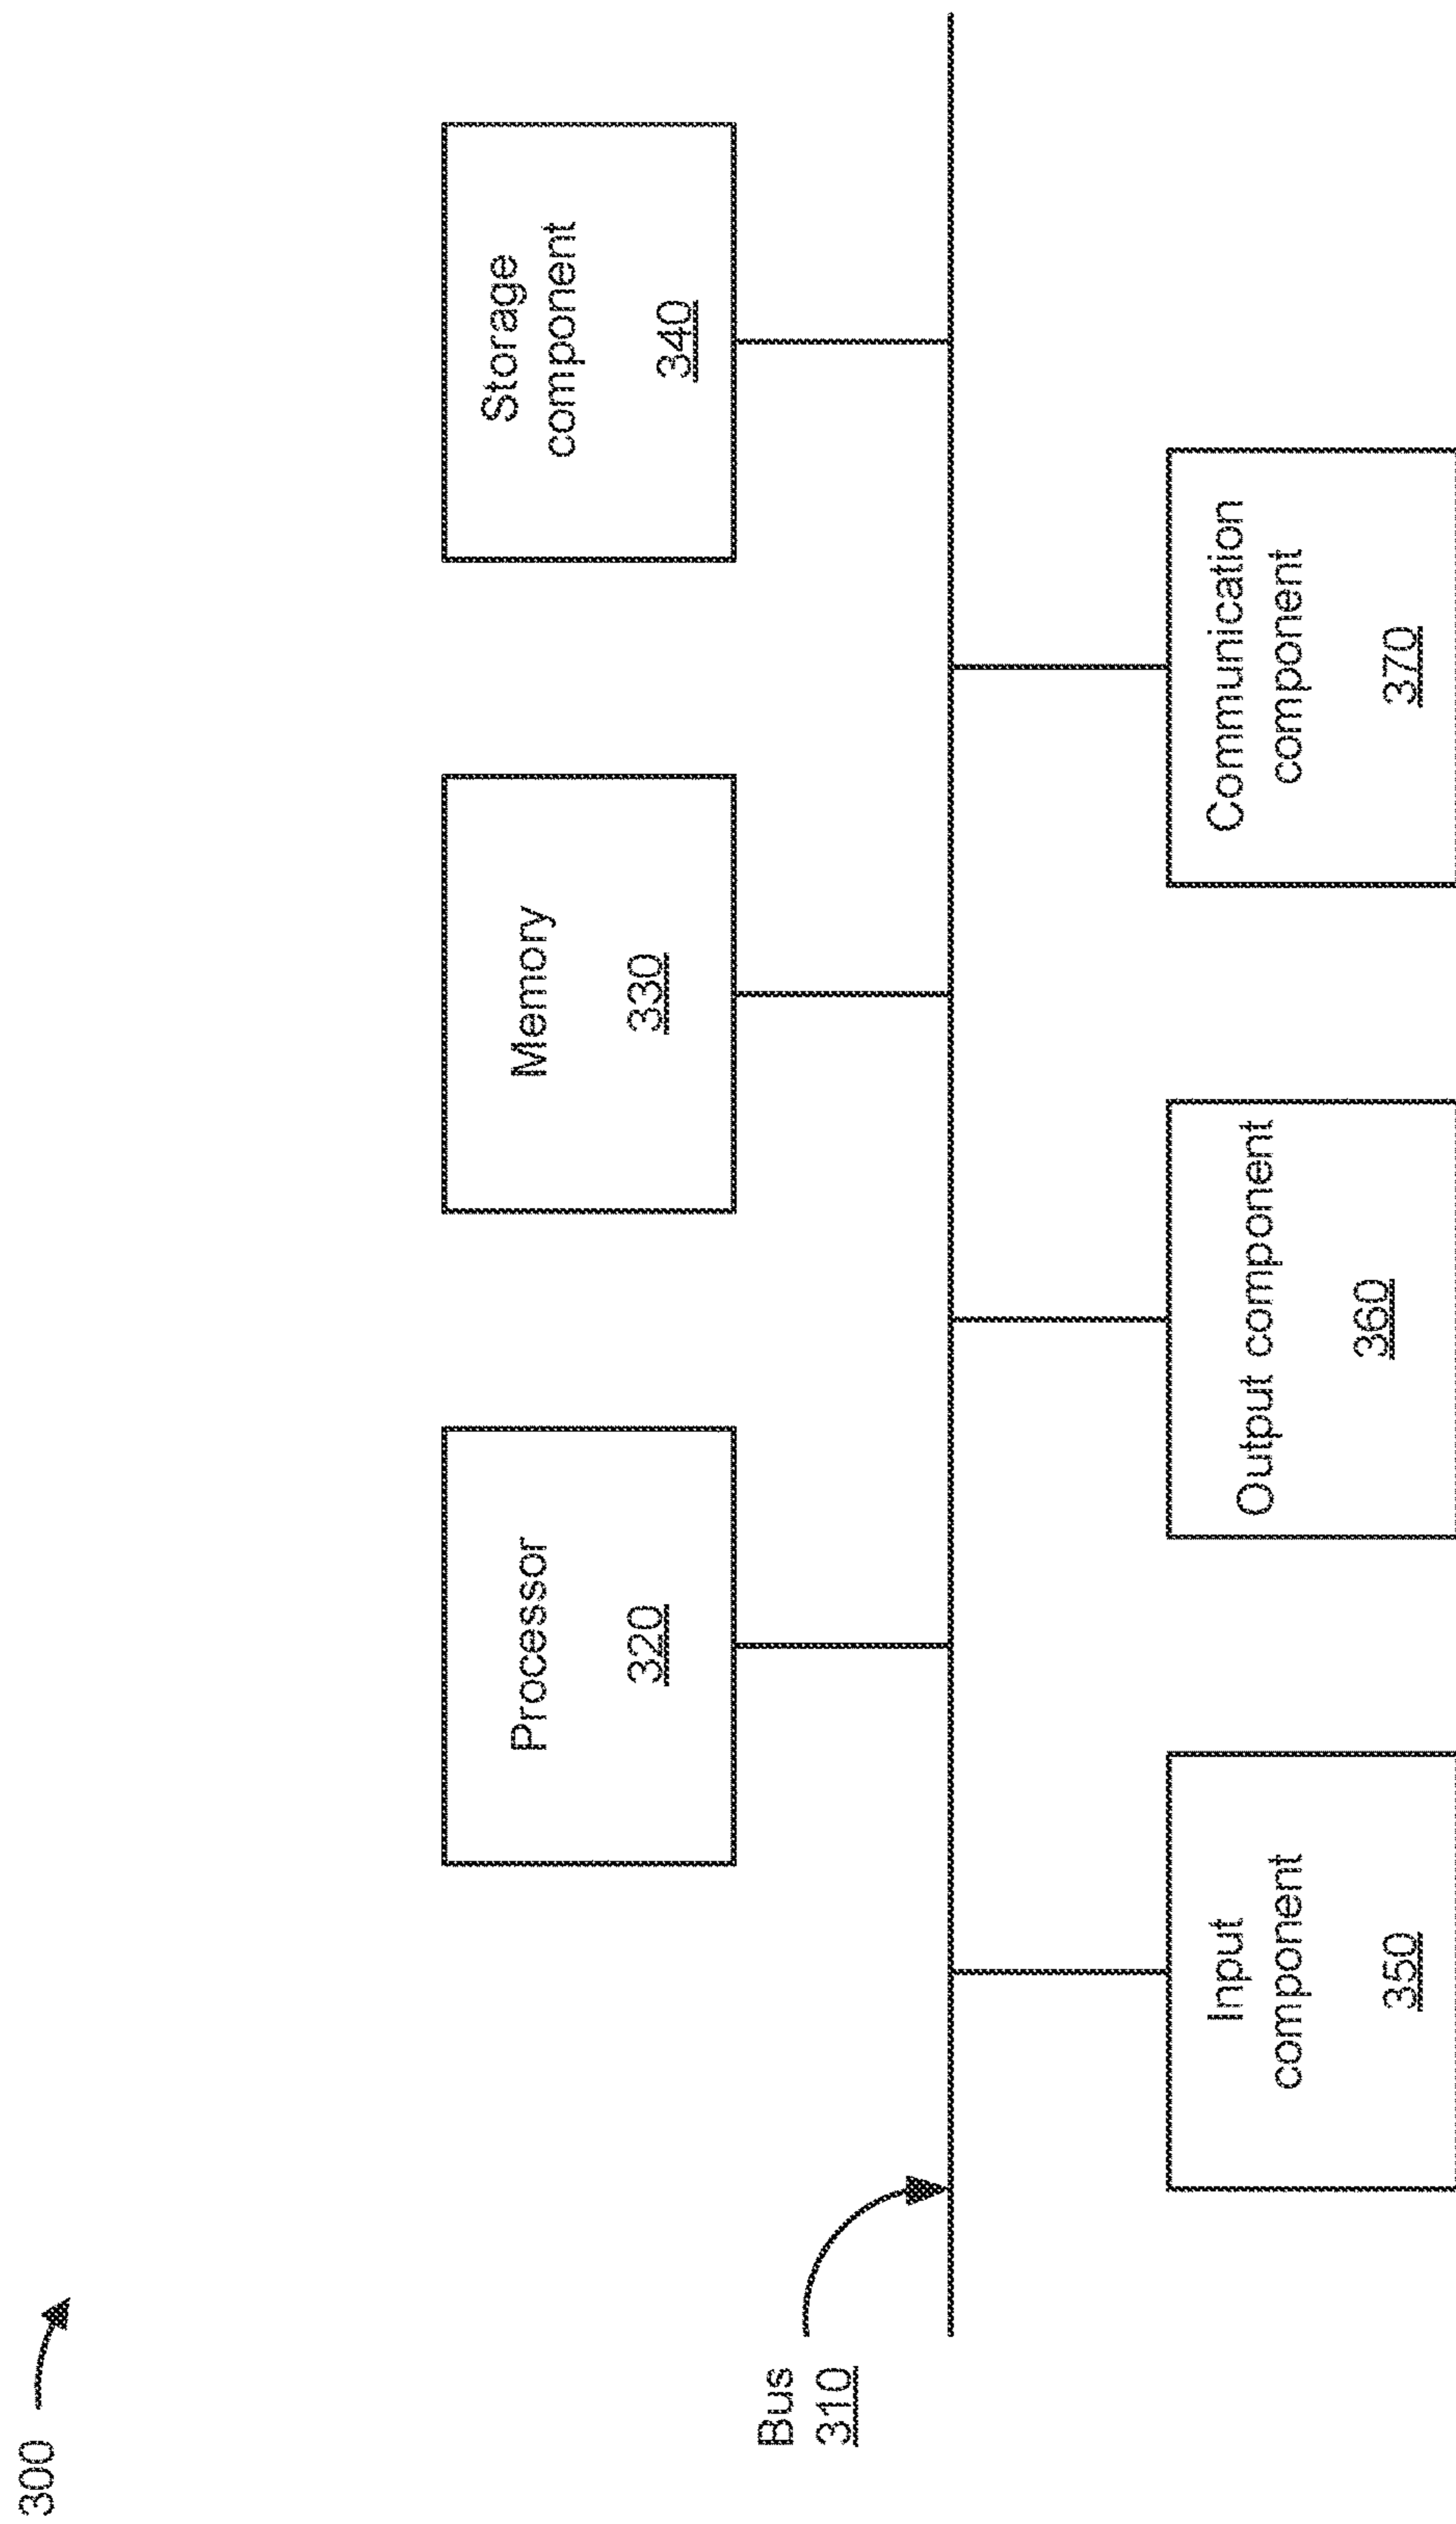 300
Processor
320
Memory
330
Storage
component
340
Bus
310
Input
component
350
Output component
360
Communication
component
370